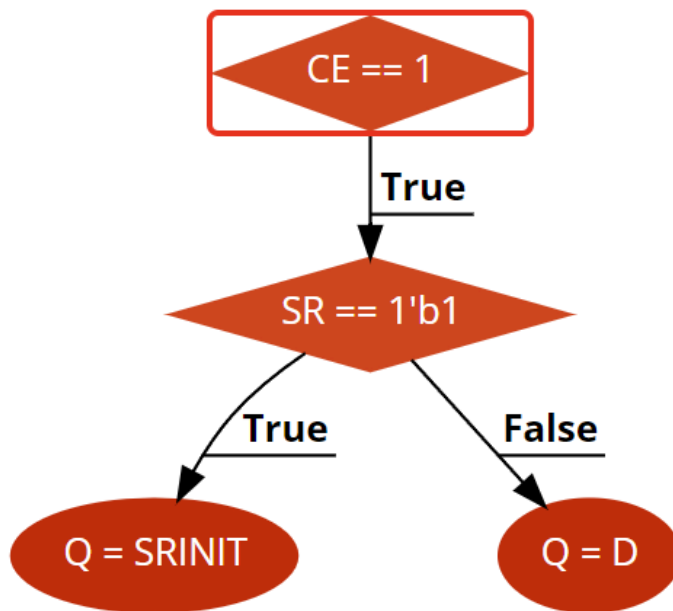 CE == 1
True
SR == 1'b1
True
False
Q = SRINIT
Q = D